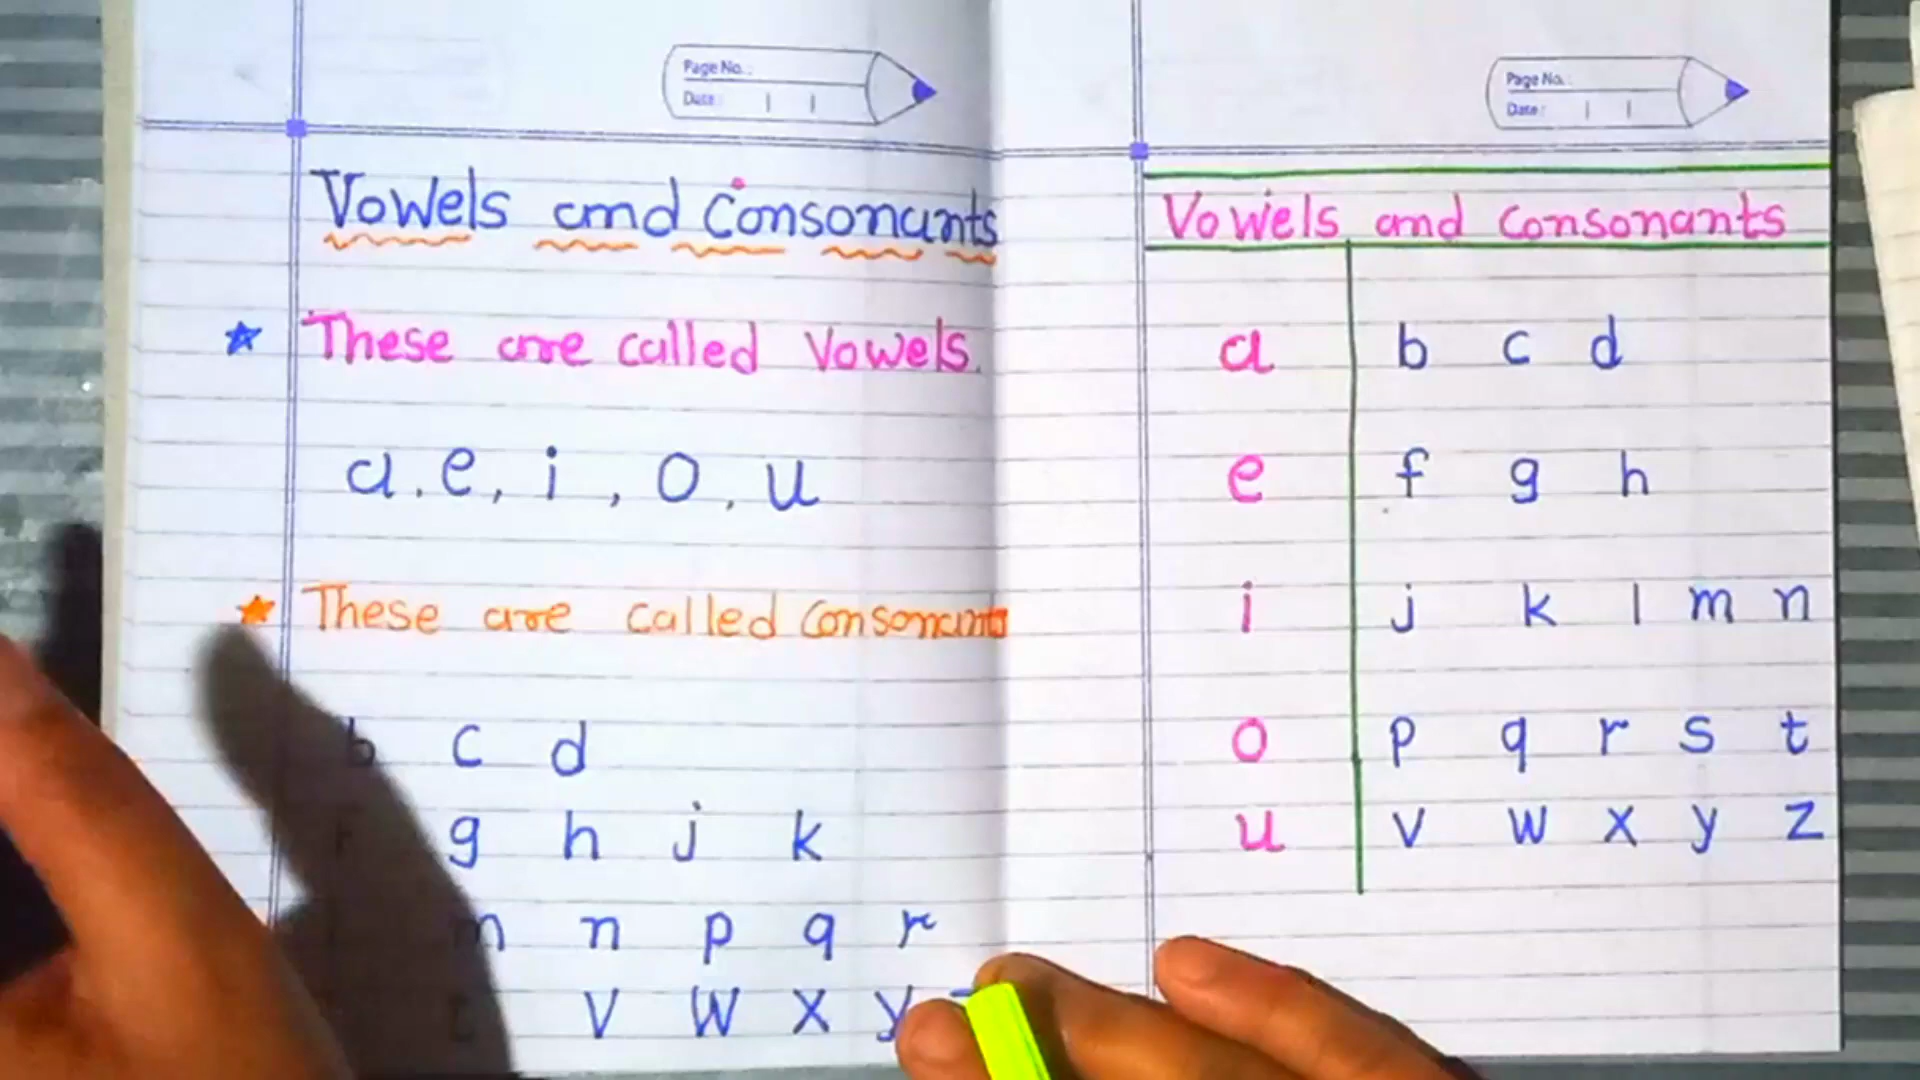 Page No. :
Date :
Vowels and Consonants
These are called Vowels.
a, e, i, o, u
These are called Consonants
b c d
g h j k
m n p q r
t v w x y
Page No. :
Date :
Vowels and Consonants
a b c d
e f g h
i j k l m n
o p q r s t
u v w x y z